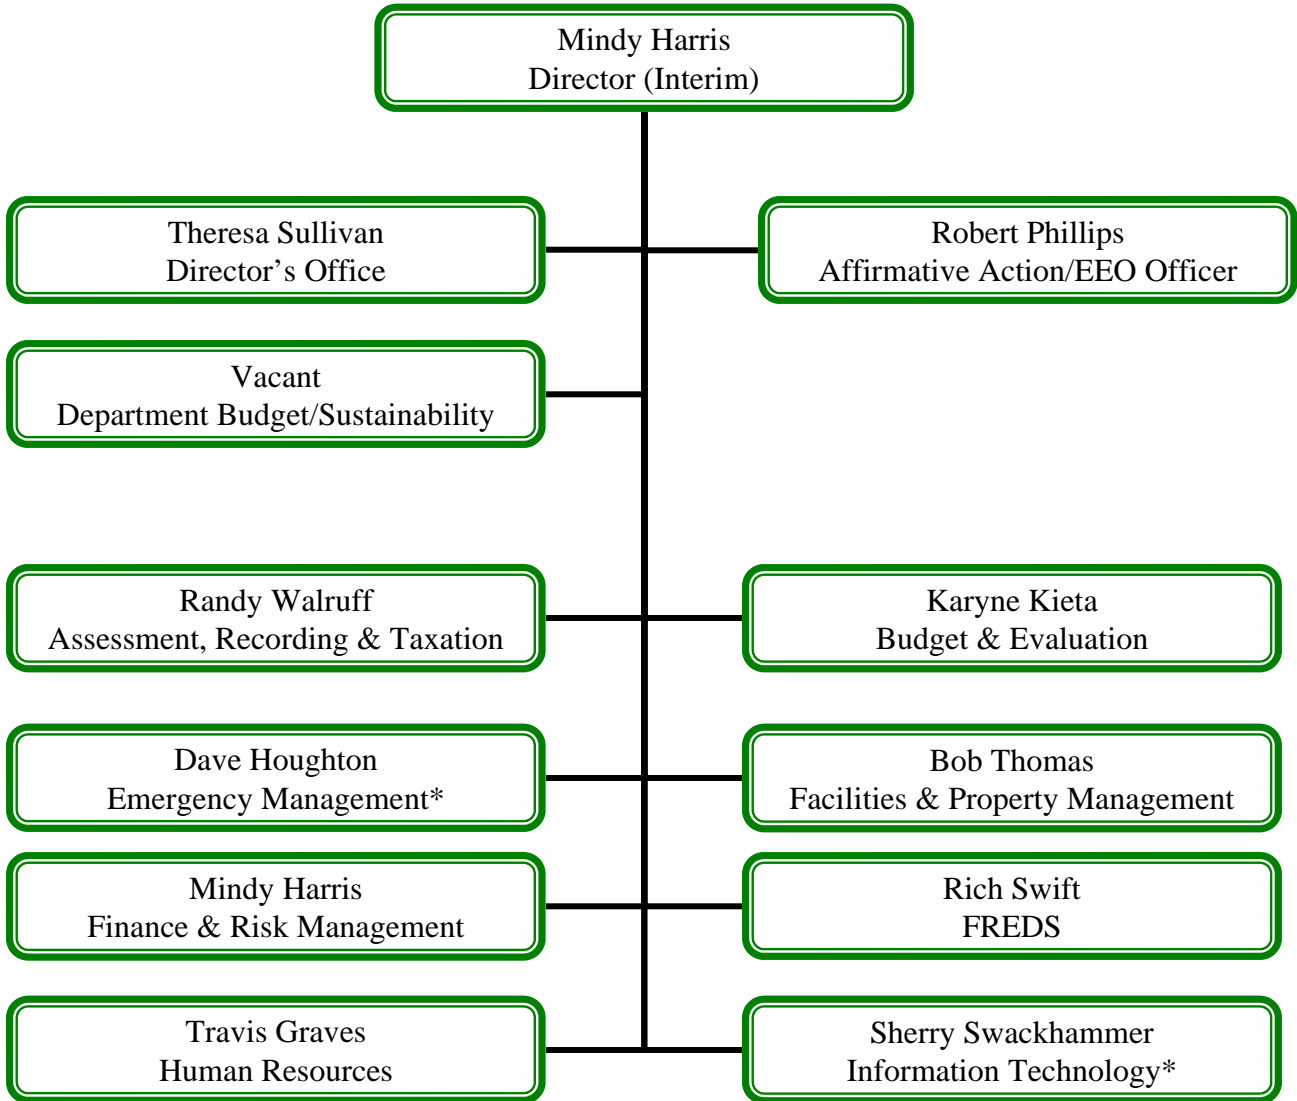 Mindy Harris
Director (Interim)
Theresa Sullivan
Director’s Office
Robert Phillips
Affirmative Action/EEO Officer
Vacant
Department Budget/Sustainability
Randy Walruff
Assessment, Recording & Taxation
Karyne Kieta
Budget & Evaluation
Dave Houghton
Emergency Management*
Bob Thomas
Facilities & Property Management
Mindy Harris
Finance & Risk Management
Rich Swift
FREDS
Travis Graves
Human Resources
Sherry Swackhammer
Information Technology*